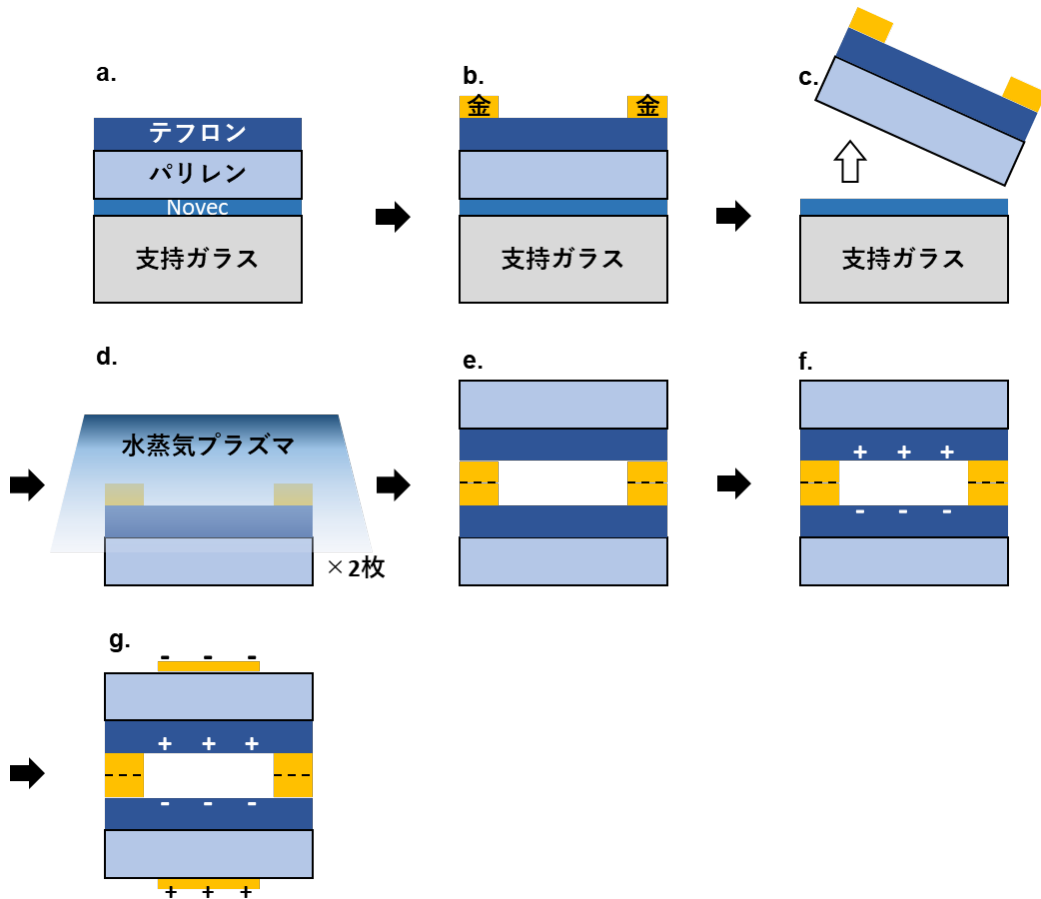 a.
テフロン
パリレン
Novec
支持ガラス
b.
金 金
支持ガラス
c.
支持ガラス
d.
水蒸気プラズマ
×2枚
e.
f.
+ + +
- - -
g.
- - -
+ + +
- - -
+ + +